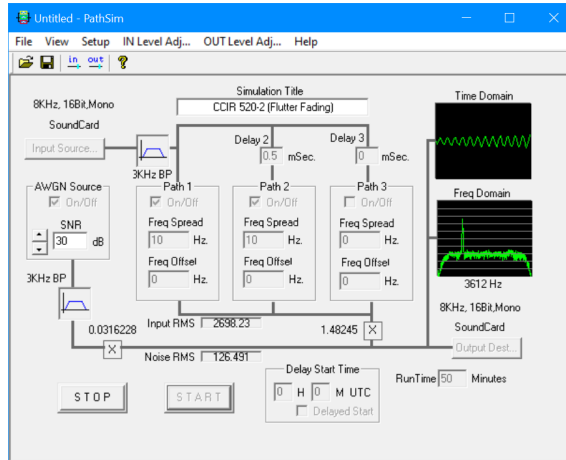 Untitled - PathSim
File View Setup IN Level Adj... OUT Level Adj... Help
in out ?
Simulation Title
CCIR 520-2 (Flutter Fading)
8KHz, 16Bit,Mono
SoundCard
Input Source...
3KHz BP
Delay 2
0.5 mSec.
Delay 3
0 mSec.
Time Domain
AWGN Source
On/Off
SNR
30 dB
Path 1
On/Off
Freq Spread
10 Hz.
Freq Offset
0 Hz.
Path 2
On/Off
Freq Spread
10 Hz.
Freq Offset
0 Hz.
Path 3
On/Off
Freq Spread
0 Hz.
Freq Offset
0 Hz.
Freq Domain
3612 Hz
3KHz BP
0.0316228
X
Input RMS 2698.23
1.48245
X
Noise RMS 126.491
8KHz, 16Bit,Mono
SoundCard
Output Dest...
STOP
START
Delay Start Time
0 H 0 M UTC
Delayed Start
RunTime 50 Minutes